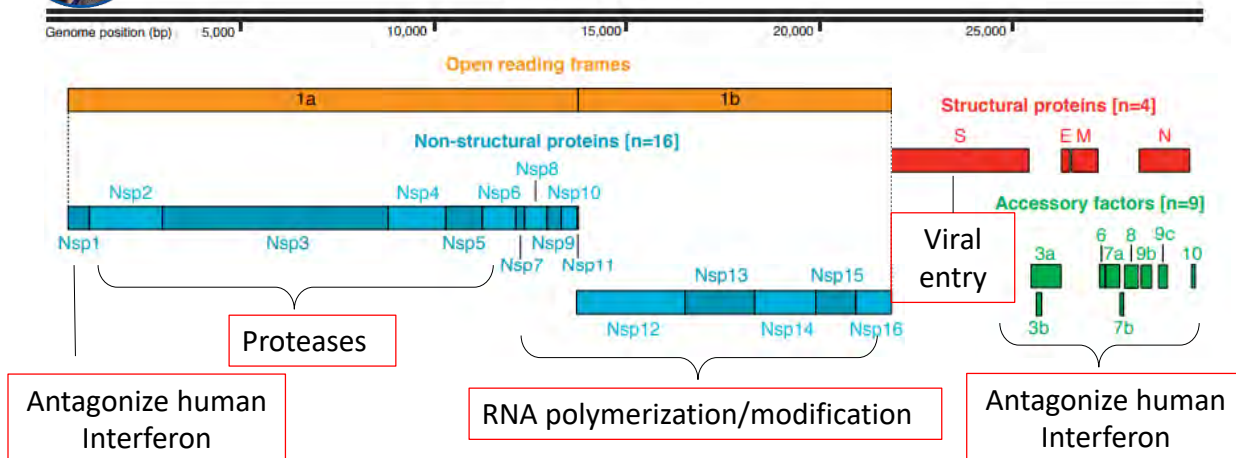 Genome position (bp) 5,000 10,000 15,000 20,000 25,000
Open reading frames
1a 1b
Structural proteins [n=4]
S E M N
Non-structural proteins [n=16]
Nsp8
Nsp2 Nsp4 Nsp6 Nsp10
Nsp1 Nsp3 Nsp5 Nsp9
Nsp7 Nsp11
Nsp13 Nsp15
Nsp12 Nsp14 Nsp16
Accessory factors [n=9]
6 8 9c
3a 7a 9b 10
3b 7b
Viral
entry
Proteases
Antagonize human
Interferon
RNA polymerization/modification
Antagonize human
Interferon